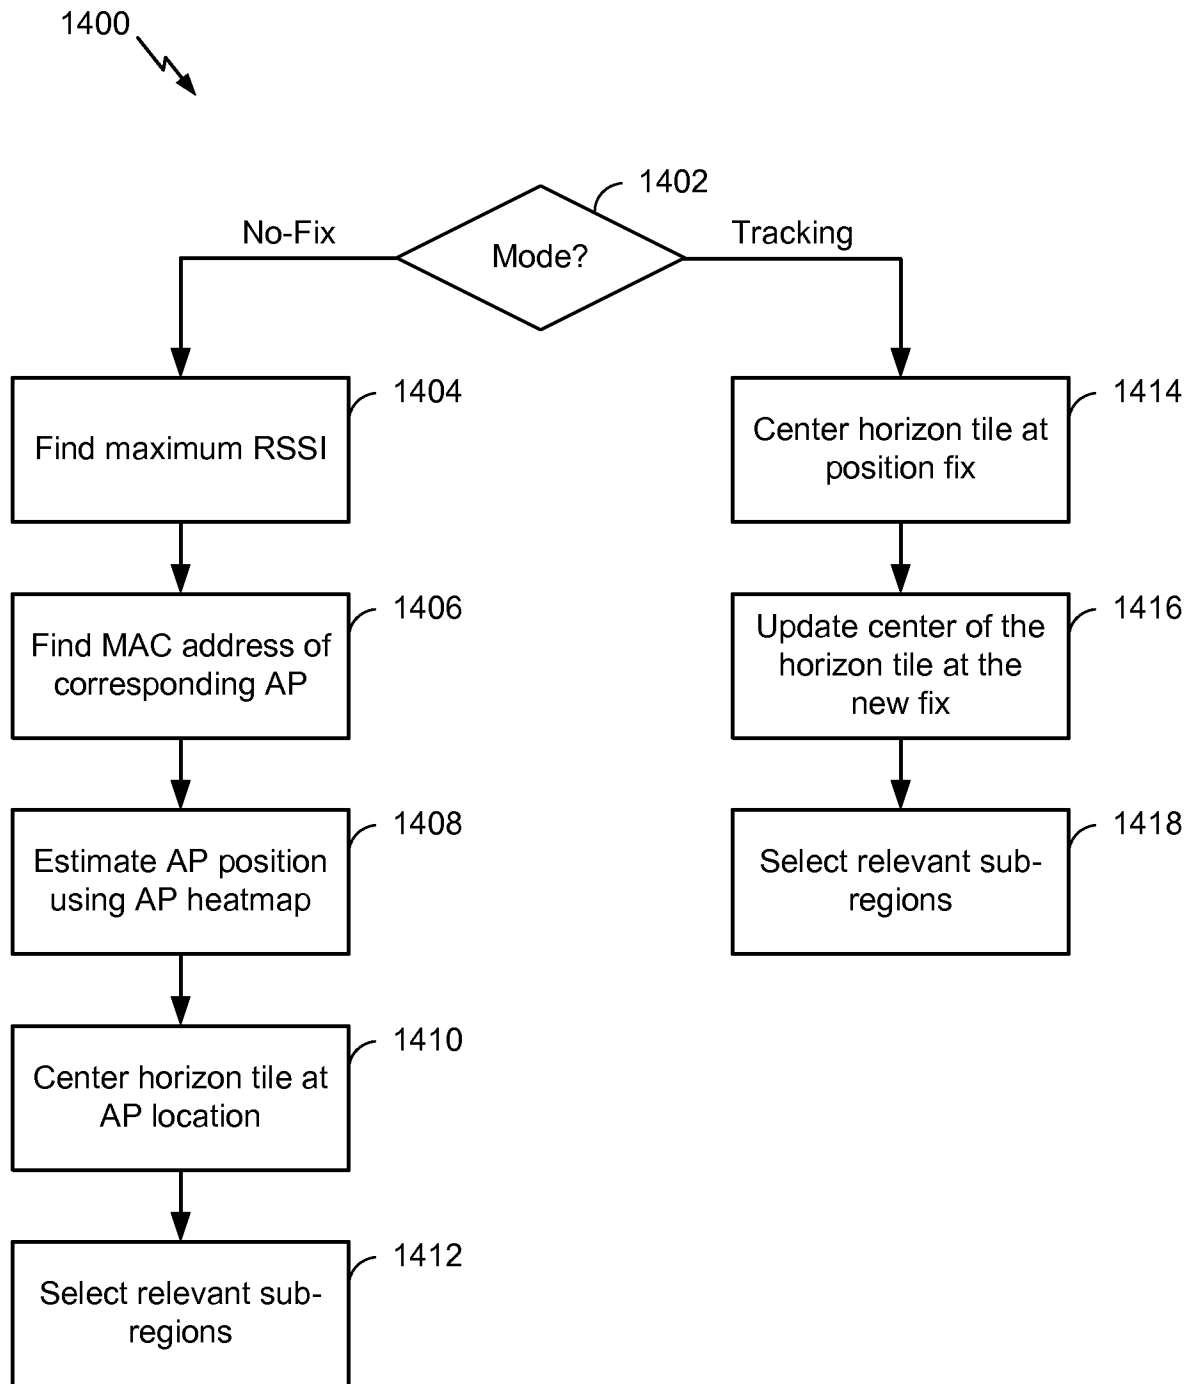 1400
1402
No-Fix
Mode?
Tracking
1404
Find maximum RSSI
1406
Find MAC address of
corresponding AP
1408
Estimate AP position
using AP heatmap
1410
Center horizon tile at
AP location
1412
Select relevant sub-
regions
1414
Center horizon tile at
position fix
1416
Update center of the
horizon tile at the
new fix
1418
Select relevant sub-
regions